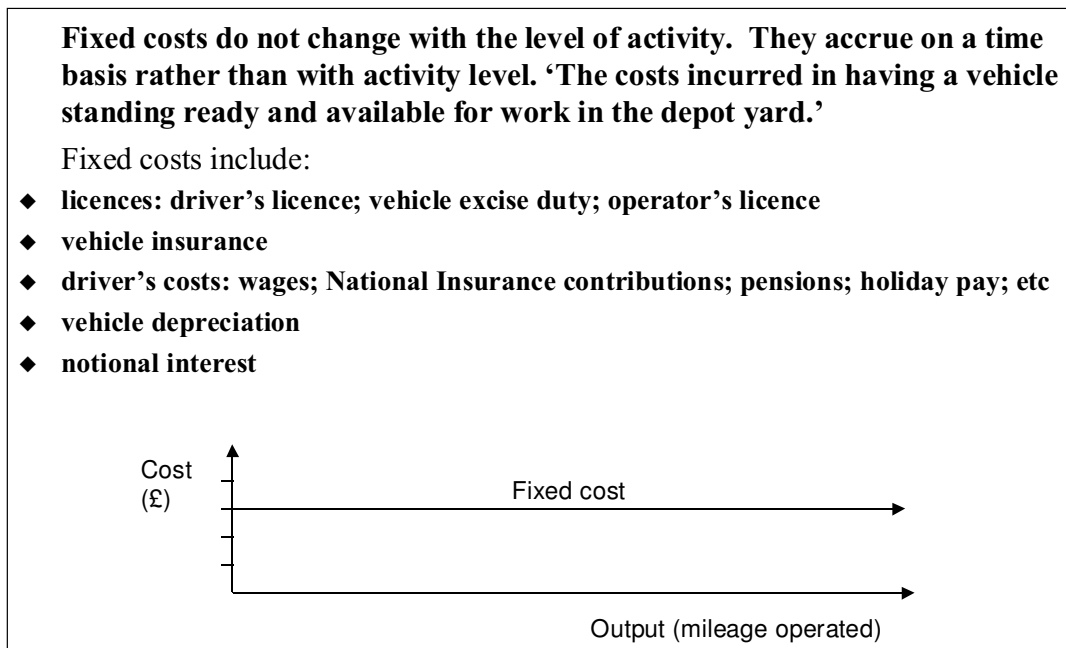 Fixed costs do not change with the level of activity.  They accrue on a time
basis rather than with activity level. ‘The costs incurred in having a vehicle
standing ready and available for work in the depot yard.’
Fixed costs include:
◆ licences: driver’s licence; vehicle excise duty; operator’s licence
◆ vehicle insurance
◆ driver’s costs: wages; National Insurance contributions; pensions; holiday pay; etc
◆ vehicle depreciation
◆ notional interest
Cost
(£)
Fixed cost
Output (mileage operated)